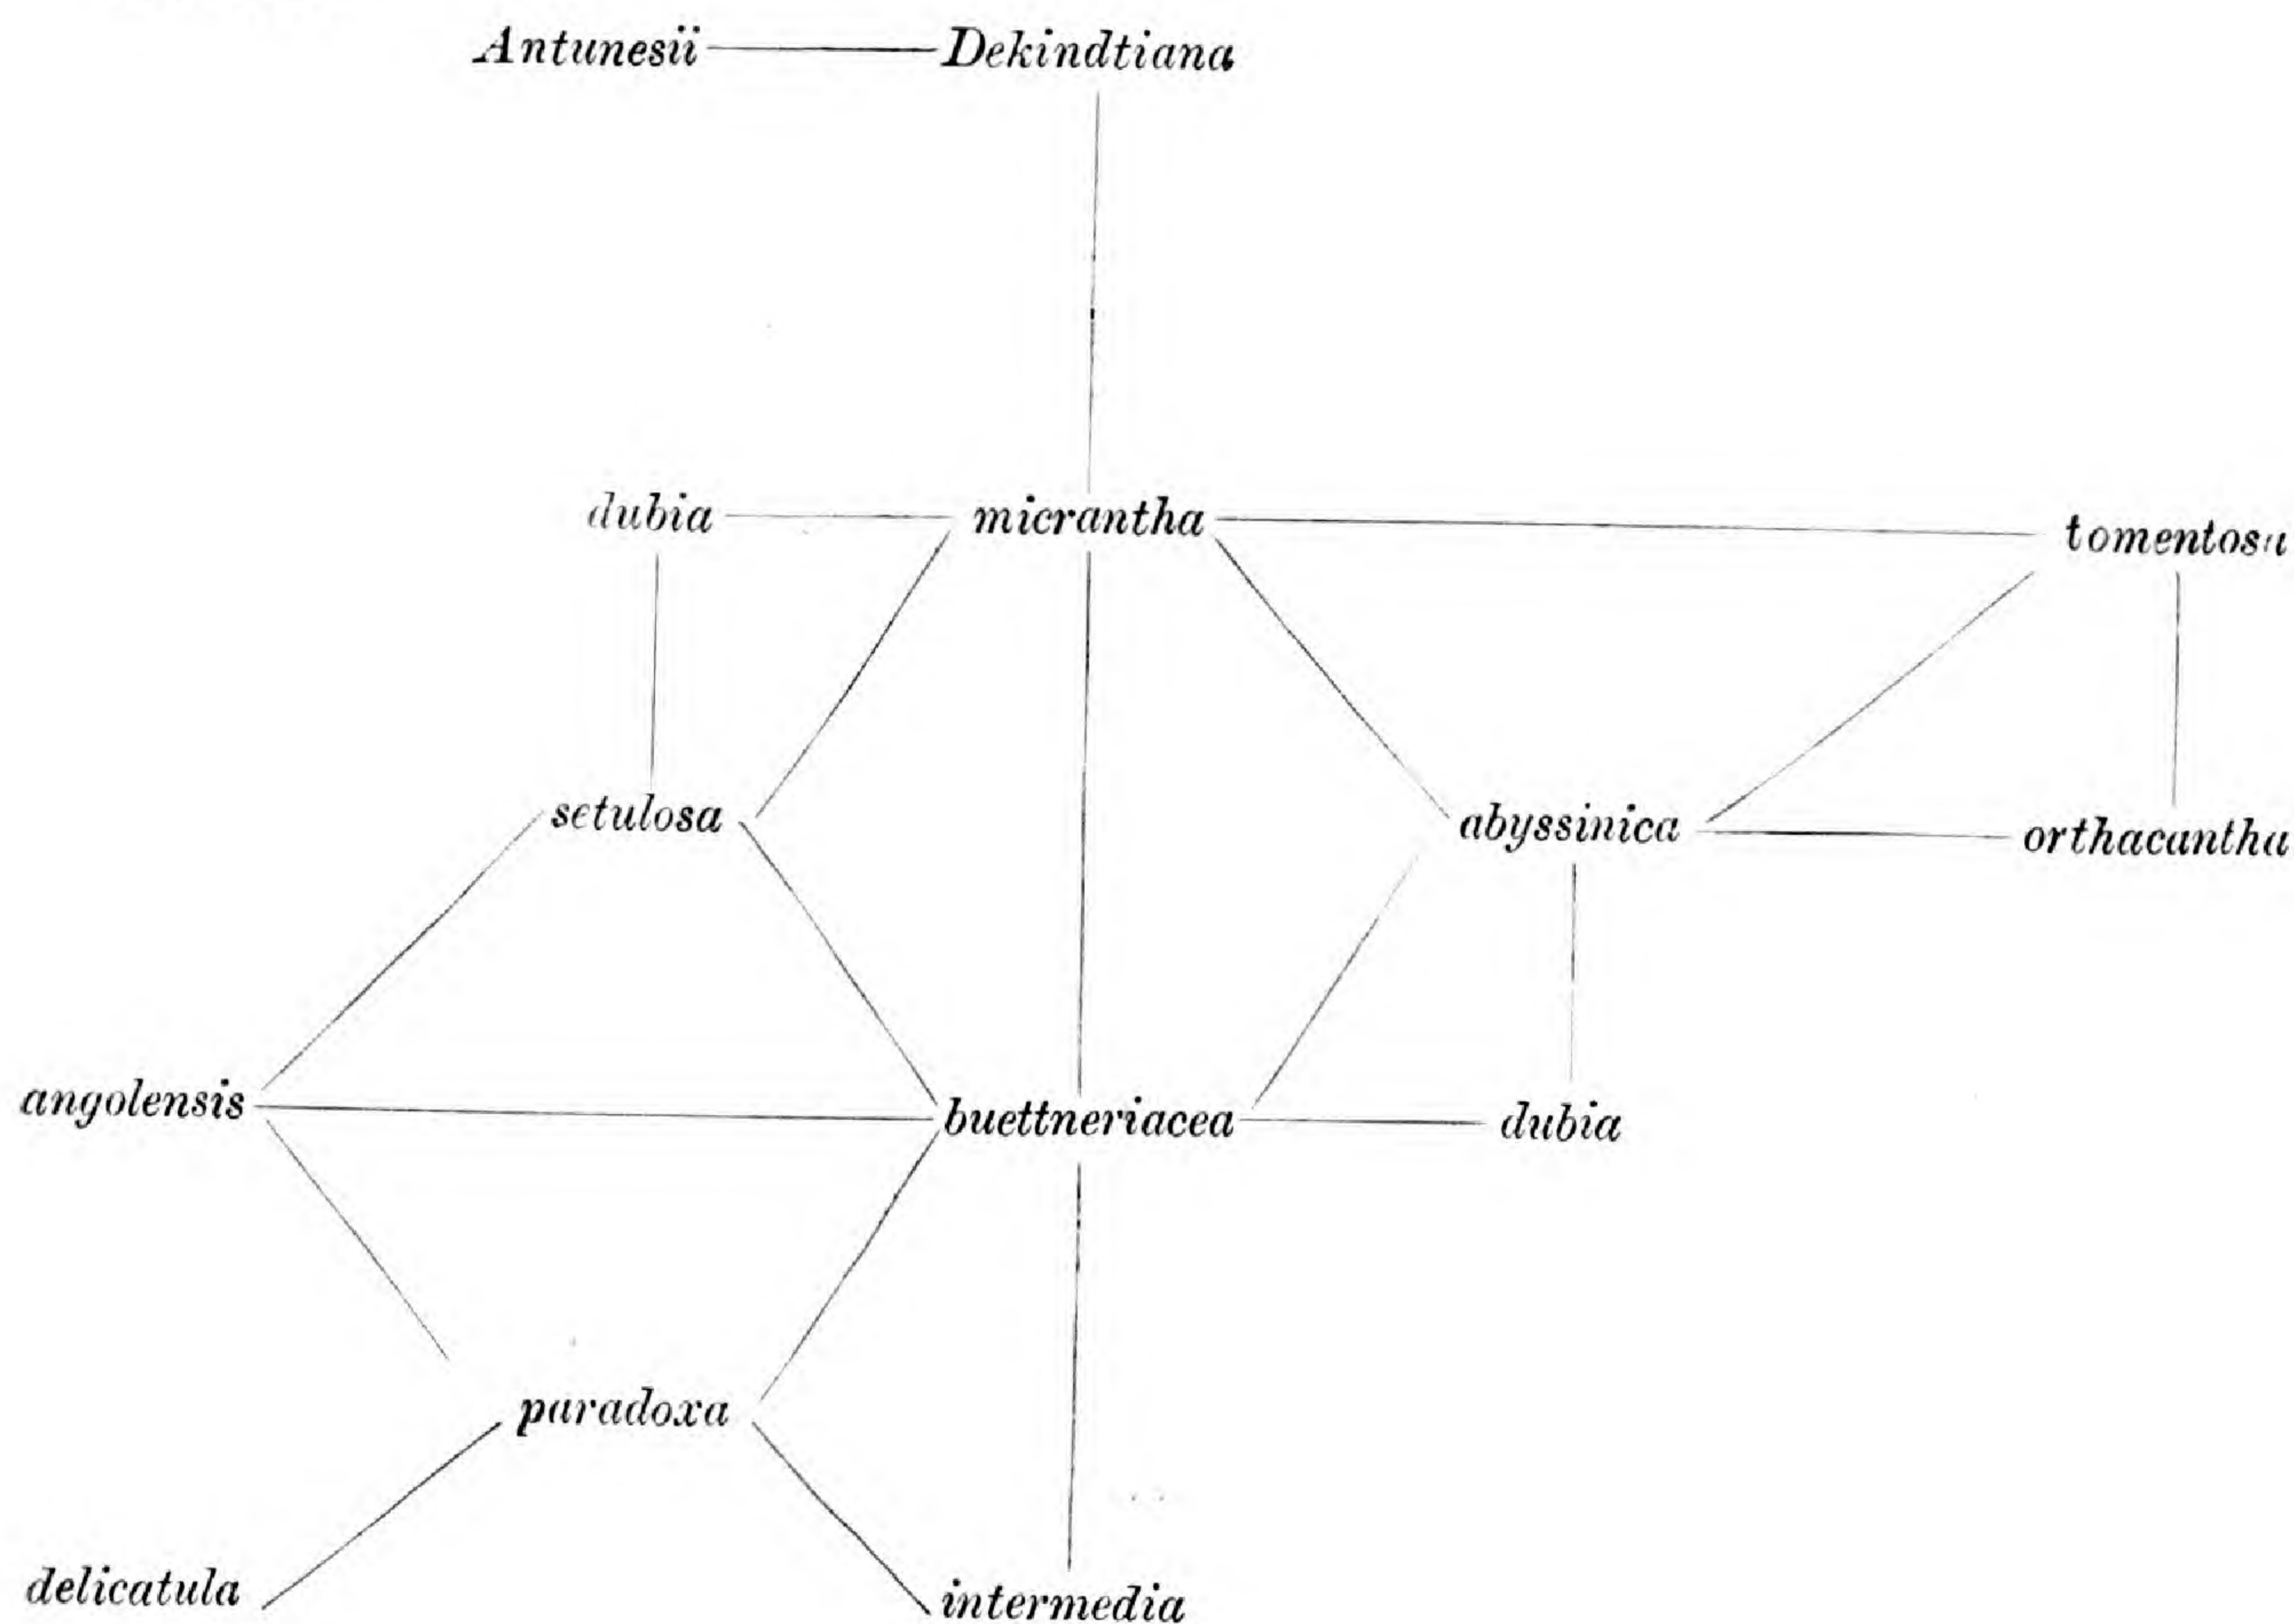 Antunesii Dekindtiana
dubia micrantha tomentosa
setulosa abyssinica orthacantha
angolensis buettneriacea dubia
paradoxa
delicatula intermedia